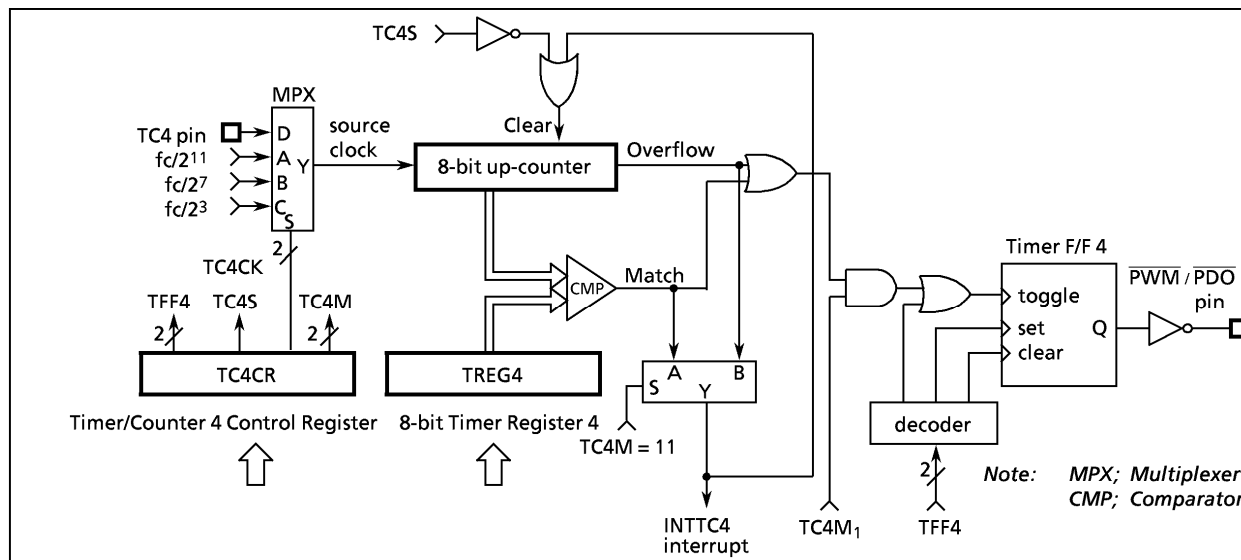 TC4S
MPX
TC4 pin
D
fc/2¹¹
A
Y
fc/2⁷
B
fc/2³
C
S
source
clock
Clear
8-bit up-counter
Overflow
2
TC4CK
TFF4
TC4S
TC4M
2
2
CMP
Match
TC4CR
TREG4
Timer/Counter 4 Control Register
8-bit Timer Register 4
S
A
B
Y
TC4M = 11
INTTC4
interrupt
TC4M₁
Timer F/F 4
toggle
set
clear
Q
P̅W̅M̅ / P̅D̅O̅
pin
decoder
2
TFF4
Note: MPX; Multiplexer
CMP; Comparator